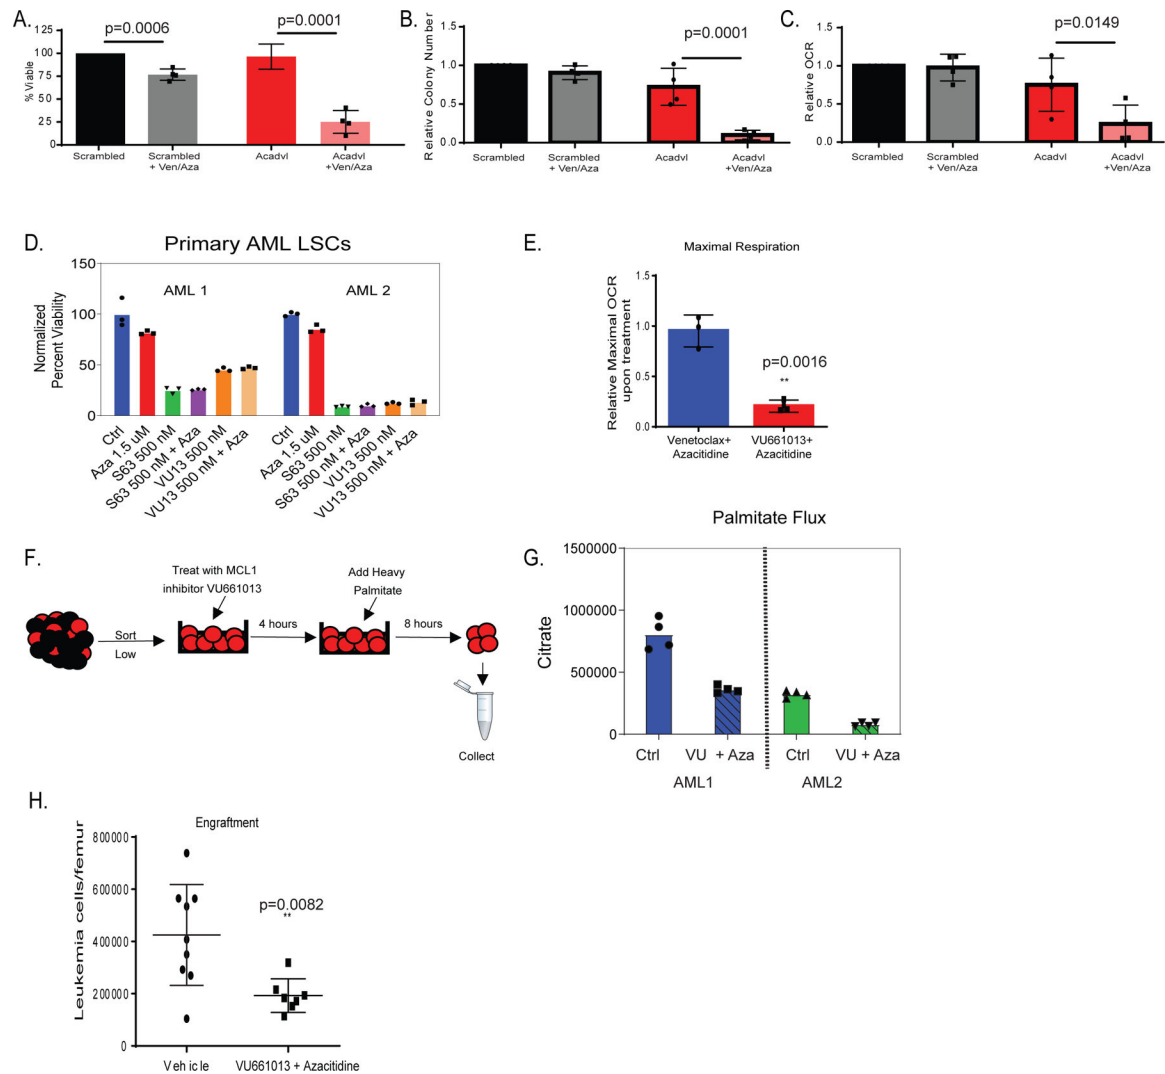 A.
p=0.0006
p=0.0001
% Viable
125
100
75
50
25
0
Scrambled
Scrambled
+ Ven/Aza
Acadvl
Acadvl
+Ven/Aza
B.
p=0.0001
Relative Colony Number
1.5
1.0
0.5
0.0
Scrambled
Scrambled
+ Ven/Aza
Acadvl
Acadvl
+Ven/Aza
C.
p=0.0149
Relative OCR
1.5
1.0
0.5
0.0
Scrambled
Scrambled
+ Ven/Aza
Acadvl
Acadvl
+Ven/Aza
D.
Primary AML LSCs
Normalized
Percent Viability
150
100
50
0
AML 1
AML 2
Ctrl
Aza 1.5 uM
S63 500 nM
S63 500 nM + Aza
VU13 500 nM
VU13 500 nM + Aza
Ctrl
Aza 1.5 uM
S63 500 nM
S63 500 nM + Aza
VU13 500 nM
VU13 500 nM + Aza
E.
Maximal Respiration
Relative Maximal OCR
upon treatment
1.5
1.0
0.5
0.0
p=0.0016
**
Venetoclax+
Azacitidine
VU661013+
Azacitidine
F.
Treat with MCL1
inhibitor VU661013
Add Heavy
Palmitate
Sort
Low
4 hours
8 hours
Collect
Palmitate Flux
G.
Citrate
1500000
1000000
500000
0
Ctrl
VU + Aza
Ctrl
VU + Aza
AML1
AML2
H.
Engraftment
Leukemia cells/femur
800000
600000
400000
200000
0
p=0.0082
**
Vehicle
VU661013 + Azacitidine